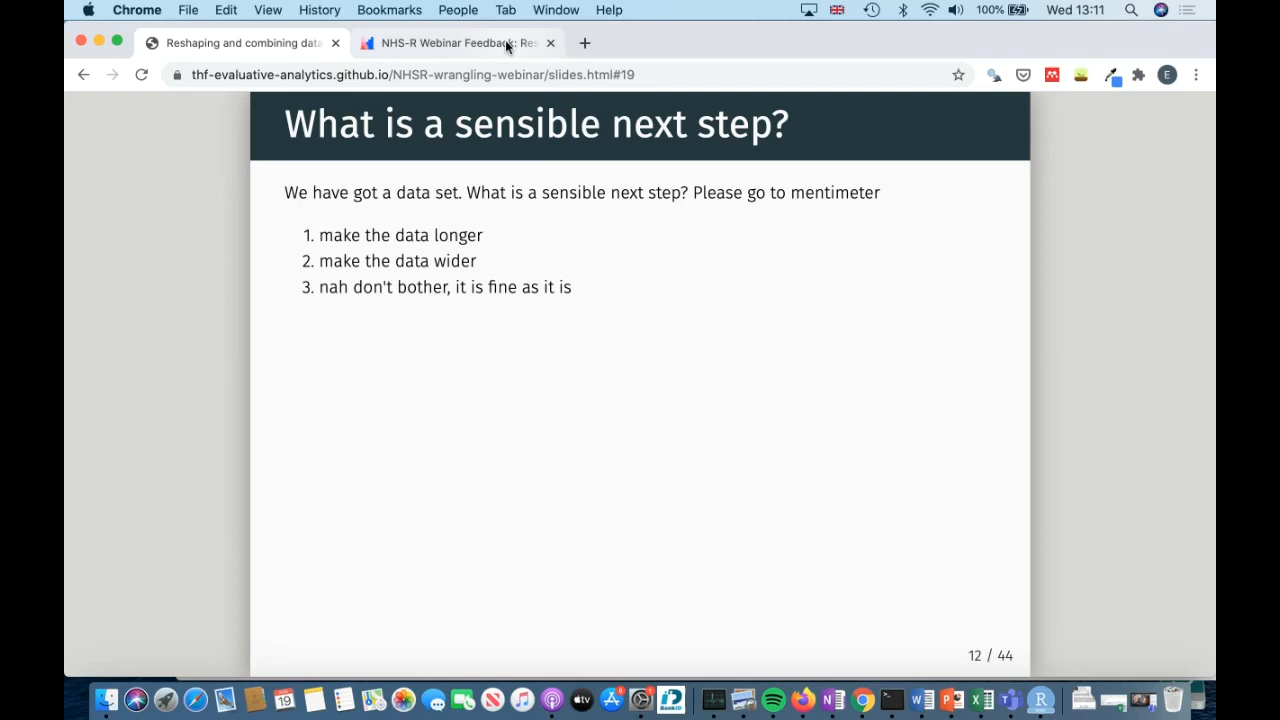 Chrome File Edit View History Bookmarks People Tab Window Help 100% Wed 13:11
Reshaping and combining data NHS-R Webinar Feedback: Res
thf-evaluative-analytics.github.io/NHSR-wrangling-webinar/slides.html#19 E
What is a sensible next step?
We have got a data set. What is a sensible next step? Please go to mentimeter
1. make the data longer
2. make the data wider
3. nah don't bother, it is fine as it is
12 / 44